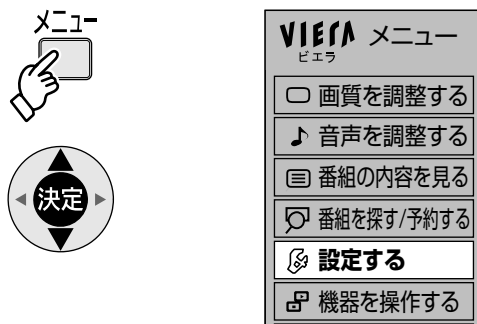 メニュー
決定
VIERA メニュー
ビエラ
画質を調整する
音声を調整する
番組の内容を見る
番組を探す/予約する
設定する
機器を操作する